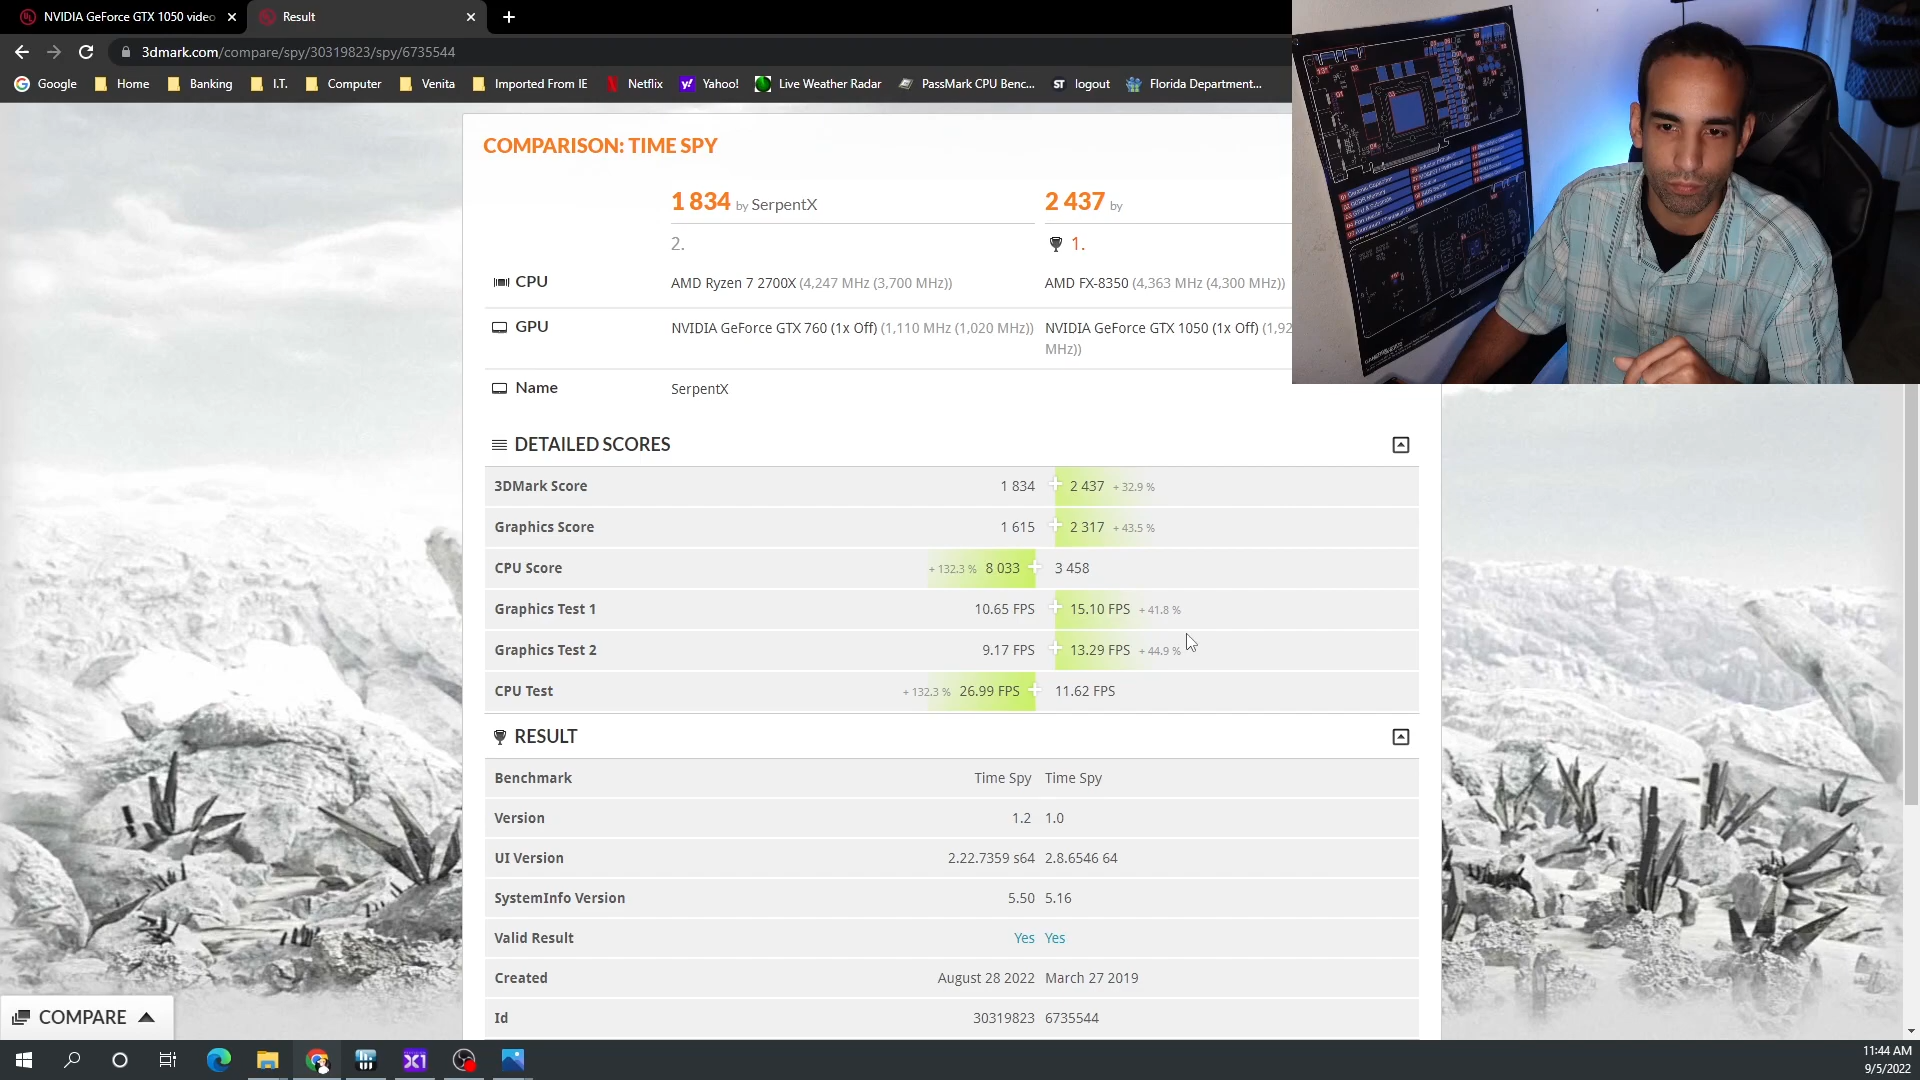 NVIDIA GeForce GTX 1050 video
Result
3dmark.com/compare/spy/30319823/spy/6735544
Google Home Banking I.T. Computer Venita Imported From IE Netflix Yahoo! Live Weather Radar PassMark CPU Benc... ST logout Florida Department...
COMPARISON: TIME SPY
1 834 by SerpentX 2 437 by
2. 1.
CPU AMD Ryzen 7 2700X (4,247 MHz (3,700 MHz)) AMD FX-8350 (4,363 MHz (4,300 MHz))
GPU NVIDIA GeForce GTX 760 (1x Off) (1,110 MHz (1,020 MHz)) NVIDIA GeForce GTX 1050 (1x Off) (1,92
MHz))
Name SerpentX
DETAILED SCORES
3DMark Score 1 834 2 437 + 32.9 %
Graphics Score 1 615 2 317 + 43.5 %
CPU Score + 132.3 % 8 033 3 458
Graphics Test 1 10.65 FPS 15.10 FPS + 41.8 %
Graphics Test 2 9.17 FPS 13.29 FPS + 44.9 %
CPU Test + 132.3 % 26.99 FPS 11.62 FPS
RESULT
Benchmark Time Spy Time Spy
Version 1.2 1.0
UI Version 2.22.7359 s64 2.8.6546 64
SystemInfo Version 5.50 5.16
Valid Result Yes Yes
Created August 28 2022 March 27 2019
Id 30319823 6735544
COMPARE
11:44 AM
9/5/2022